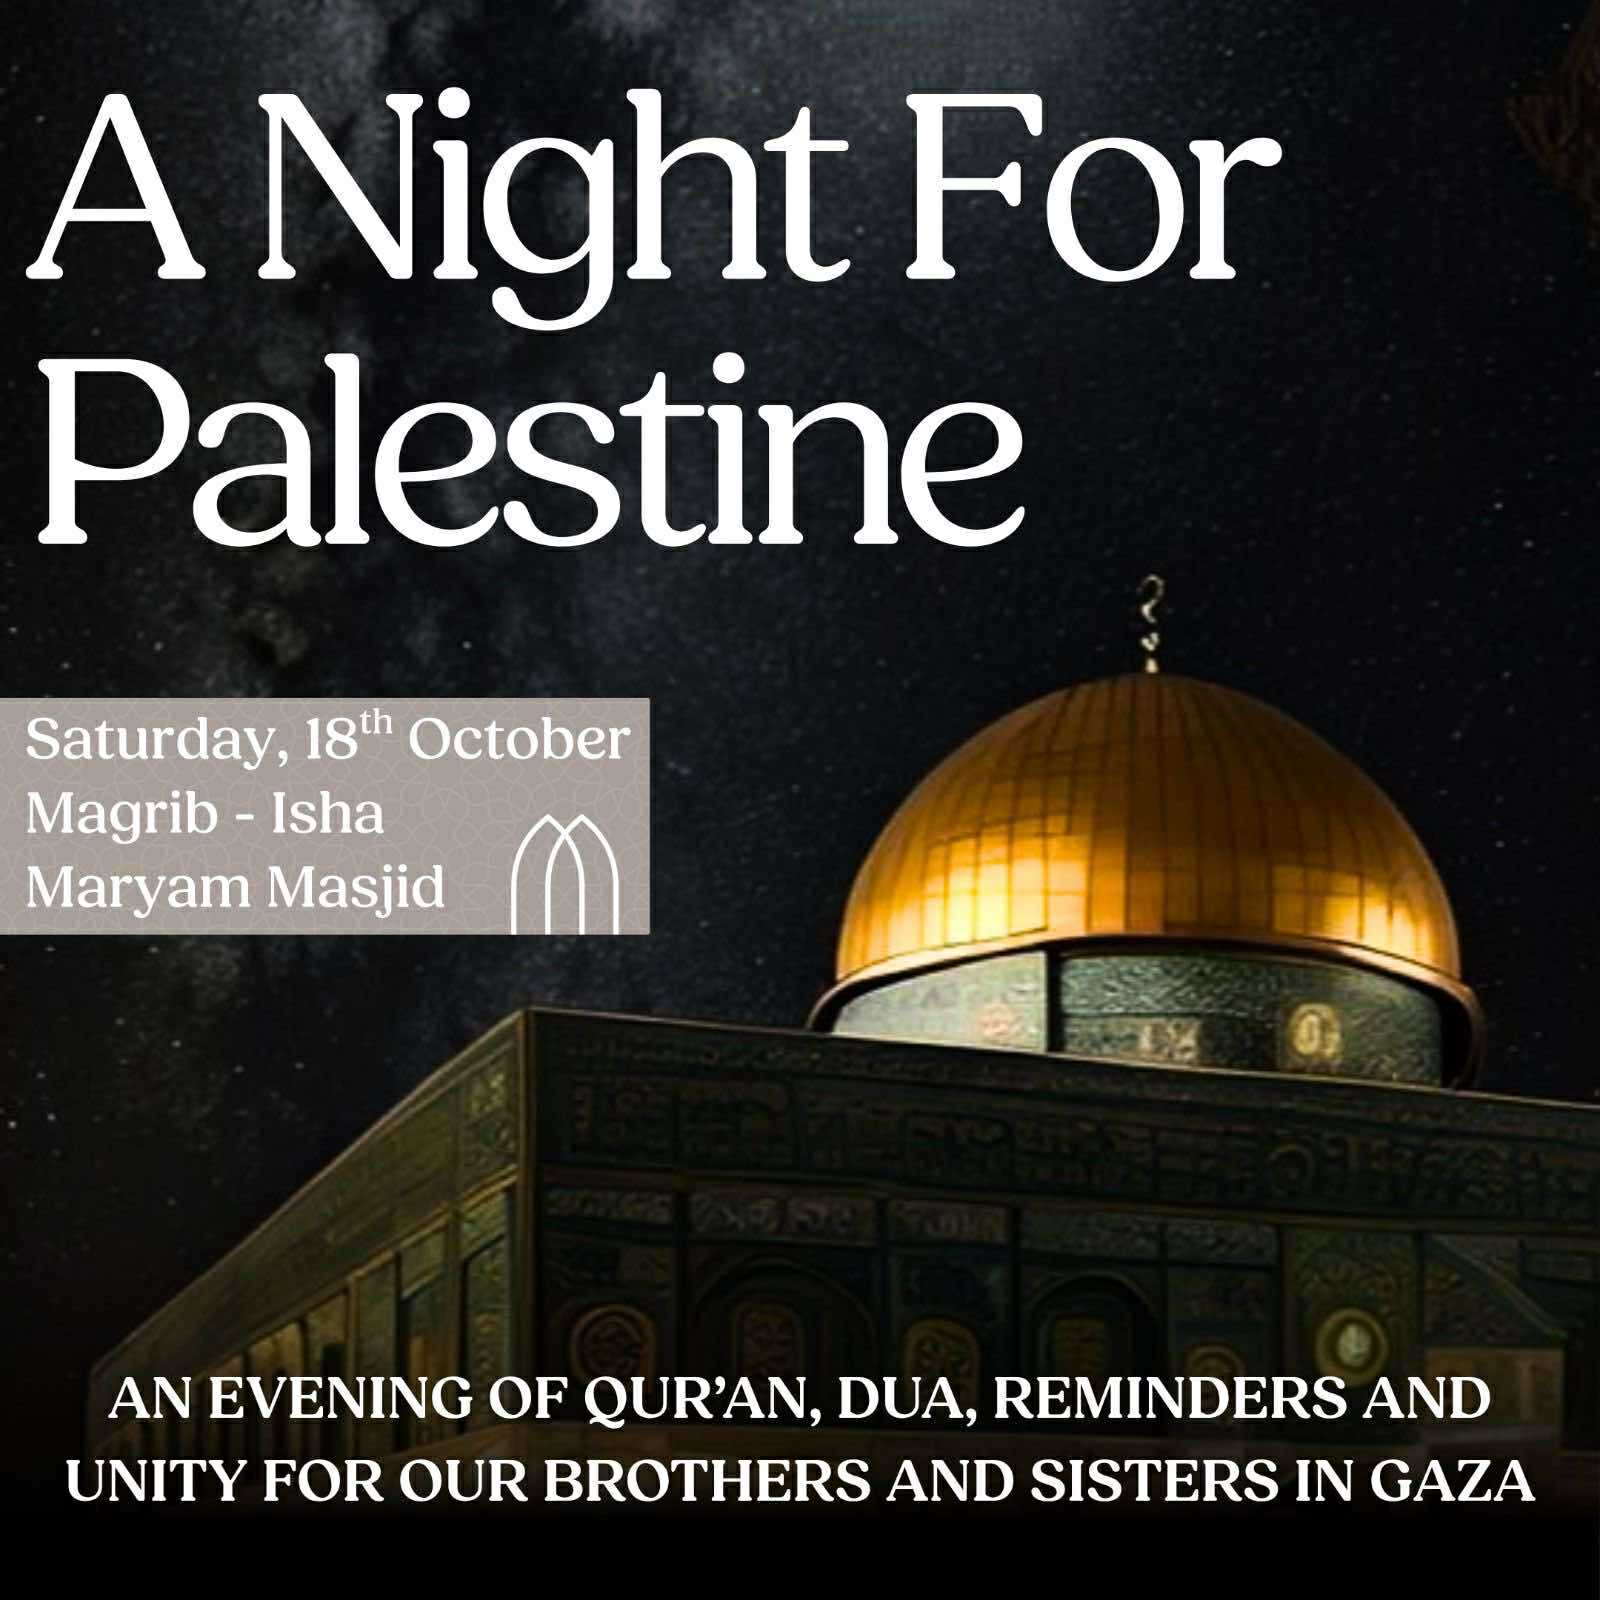 A Night For
Palestine
Saturday, 18th October
Magrib - Isha
Maryam Masjid
AN EVENING OF QUR’AN, DUA, REMINDERS AND
UNITY FOR OUR BROTHERS AND SISTERS IN GAZA